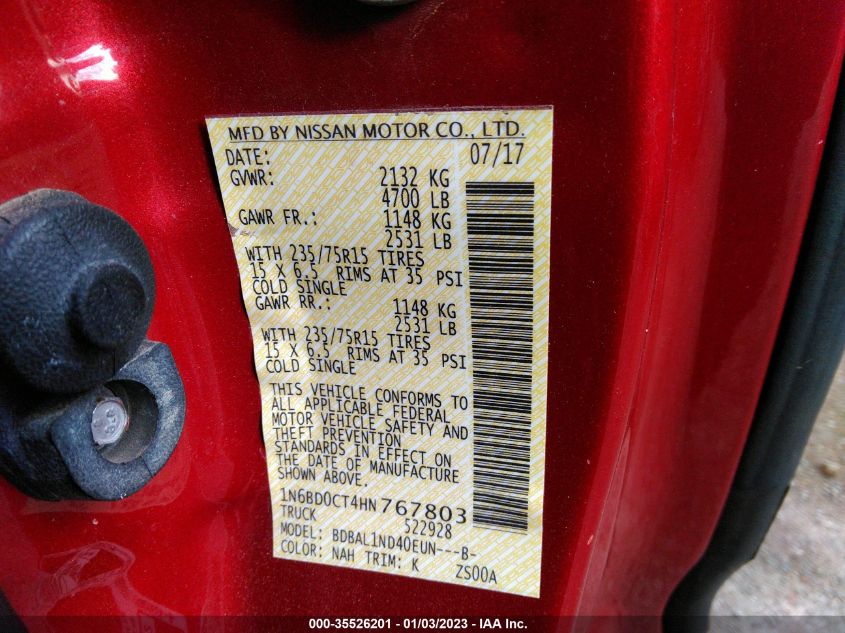 MFD BY NISSAN MOTOR CO., LTD.
DATE: 07/17
GVWR: 2132 KG
4700 LB
GAWR FR.: 1148 KG
2531 LB
WITH 235/75R15 TIRES
15 X 6.5 RIMS AT 35 PSI
COLD SINGLE
GAWR RR.: 1148 KG
2531 LB
WITH 235/75R15 TIRES
15 X 6.5 RIMS AT 35 PSI
COLD SINGLE
THIS VEHICLE CONFORMS TO
ALL APPLICABLE FEDERAL
MOTOR VEHICLE SAFETY AND
THEFT PREVENTION
STANDARDS IN EFFECT ON
THE DATE OF MANUFACTURE
SHOWN ABOVE.
1N6BD0CT4HN767803
TRUCK 522928
MODEL: BDBAL1ND40EUN---B-
COLOR: NAH TRIM: K ZS00A
000-35526201 - 01/03/2023 - IAA Inc.